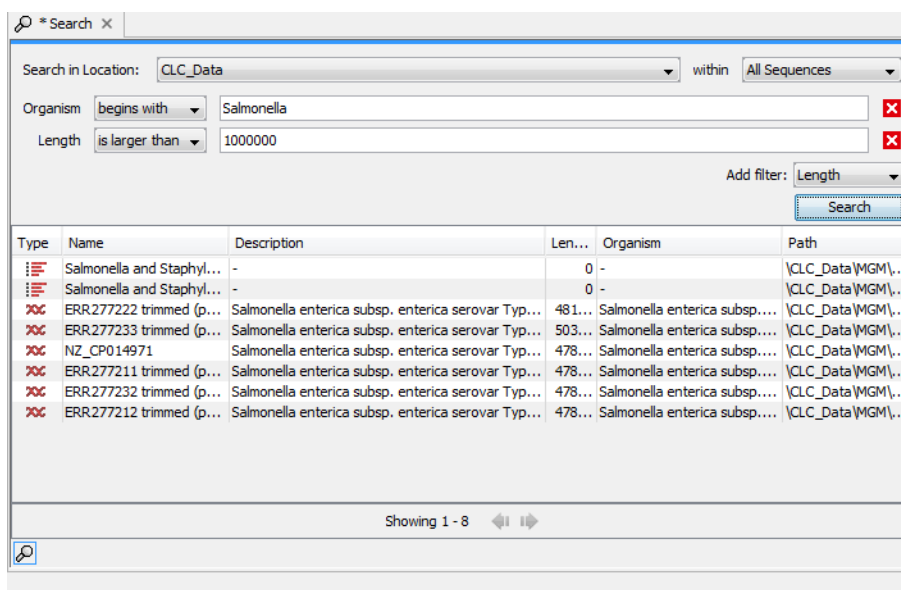 * Search
Search in Location: CLC_Data within All Sequences
Organism begins with Salmonella
Length is larger than 1000000
Add filter: Length
Search
Type Name Description Len... Organism Path
Salmonella and Staphyl... - 0 - \CLC_Data\MGM\...
Salmonella and Staphyl... - 0 - \CLC_Data\MGM\...
ERR277222 trimmed (p... Salmonella enterica subsp. enterica serovar Typ... 481... Salmonella enterica subsp.... \CLC_Data\MGM\...
ERR277233 trimmed (p... Salmonella enterica subsp. enterica serovar Typ... 503... Salmonella enterica subsp.... \CLC_Data\MGM\...
NZ_CP014971 Salmonella enterica subsp. enterica serovar Typ... 478... Salmonella enterica subsp.... \CLC_Data\MGM\...
ERR277211 trimmed (p... Salmonella enterica subsp. enterica serovar Typ... 478... Salmonella enterica subsp.... \CLC_Data\MGM\...
ERR277232 trimmed (p... Salmonella enterica subsp. enterica serovar Typ... 478... Salmonella enterica subsp.... \CLC_Data\MGM\...
ERR277212 trimmed (p... Salmonella enterica subsp. enterica serovar Typ... 478... Salmonella enterica subsp.... \CLC_Data\MGM\...
Showing 1 - 8